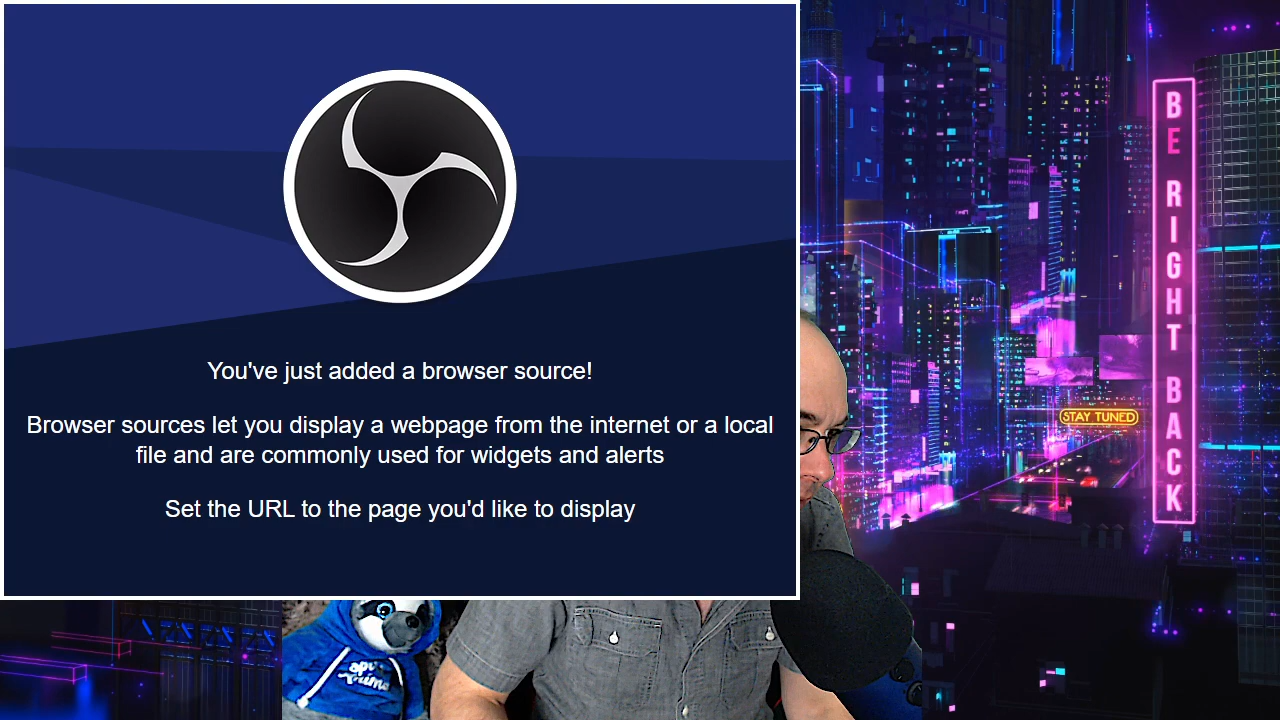 You've just added a browser source!
Browser sources let you display a webpage from the internet or a local
file and are commonly used for widgets and alerts
Set the URL to the page you'd like to display
BE RIGHT BACK
STAY TUNED